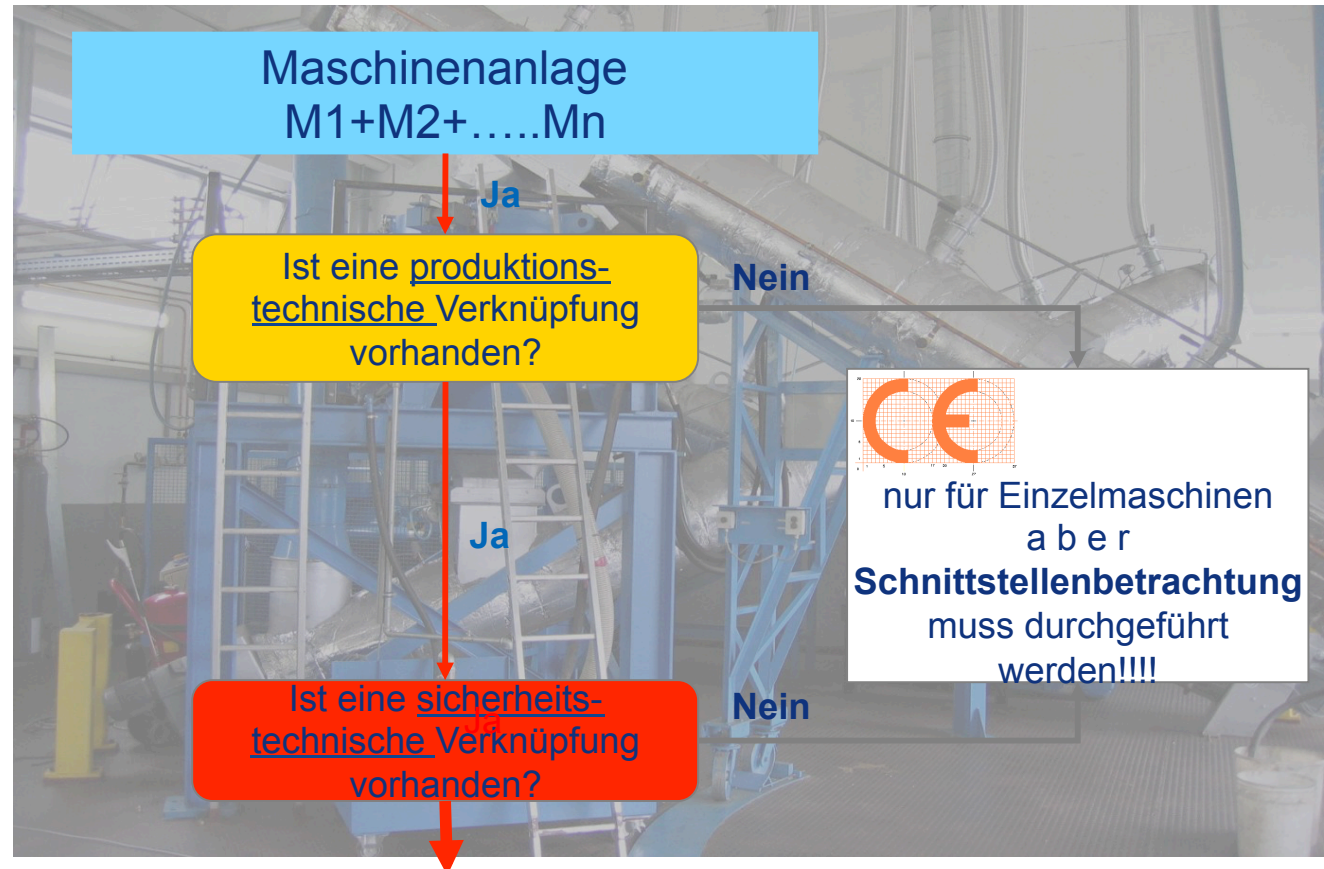 Maschinenanlage
M1+M2+…..Mn
Ja
Ist eine produktions-
technische Verknüpfung
vorhanden?
Nein
CE
nur für Einzelmaschinen
a b e r
Schnittstellenbetrachtung
muss durchgeführt
werden!!!!
Ja
Ist eine sicherheits-
technische Verknüpfung
vorhanden?
Ja
Nein